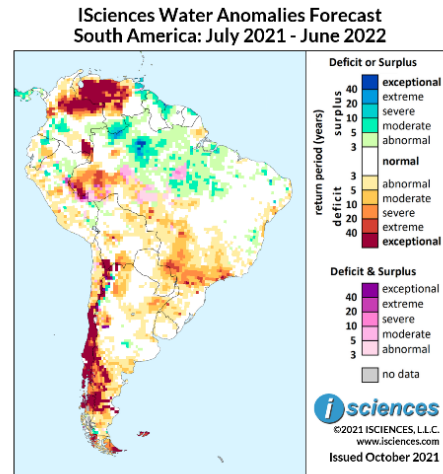 ISciences Water Anomalies Forecast
South America: July 2021 - June 2022
Deficit or Surplus
return period (years)
surplus
deficit
40 exceptional
20 extreme
10 severe
5 moderate
3 abnormal
normal
3 abnormal
5 moderate
10 severe
20 extreme
40 exceptional
Deficit & Surplus
40 exceptional
20 extreme
10 severe
5 moderate
3 abnormal
no data
i sciences
©2021 ISCIENCES, L.L.C.
www.isciences.com
Issued October 2021